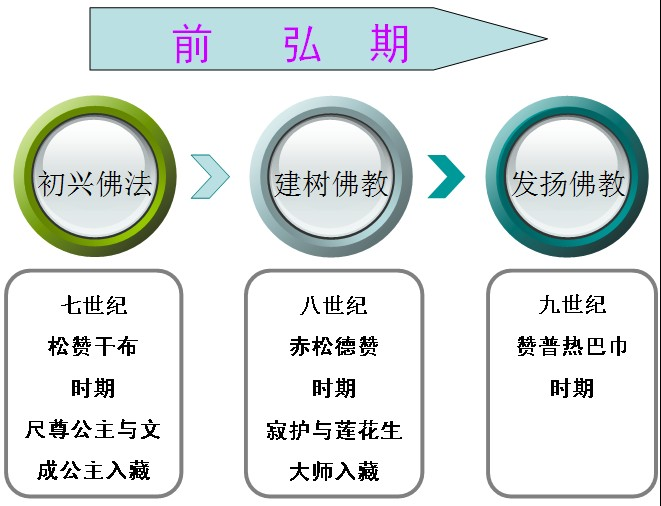 前 弘 期
初兴佛法
建树佛教
发扬佛教
七世纪
松赞干布
时期
尺尊公主与文
成公主入藏
八世纪
赤松德赞
时期
寂护与莲花生
大师入藏
九世纪
赞普热巴巾
时期